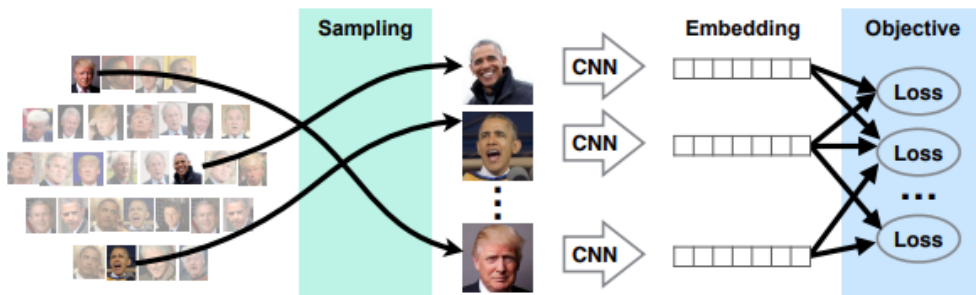 Sampling
Embedding
Objective
CNN
Loss
CNN
Loss
...
CNN
Loss